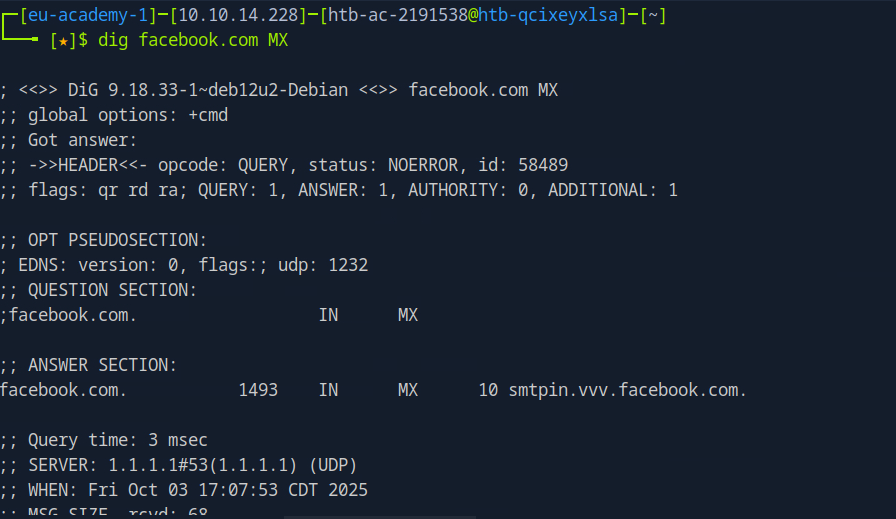 ┌─[eu-academy-1]─[10.10.14.228]─[htb-ac-2191538@htb-qcixeyxlsa]─[~]
└──╼ [★]$ dig facebook.com MX
; <<>> DiG 9.18.33-1~deb12u2-Debian <<>> facebook.com MX
;; global options: +cmd
;; Got answer:
;; ->>HEADER<<- opcode: QUERY, status: NOERROR, id: 58489
;; flags: qr rd ra; QUERY: 1, ANSWER: 1, AUTHORITY: 0, ADDITIONAL: 1
;; OPT PSEUDOSECTION:
; EDNS: version: 0, flags:; udp: 1232
;; QUESTION SECTION:
;facebook.com. IN MX
;; ANSWER SECTION:
facebook.com. 1493 IN MX 10 smtpin.vvv.facebook.com.
;; Query time: 3 msec
;; SERVER: 1.1.1.1#53(1.1.1.1) (UDP)
;; WHEN: Fri Oct 03 17:07:53 CDT 2025
;; MSG SIZE  rcvd: 68